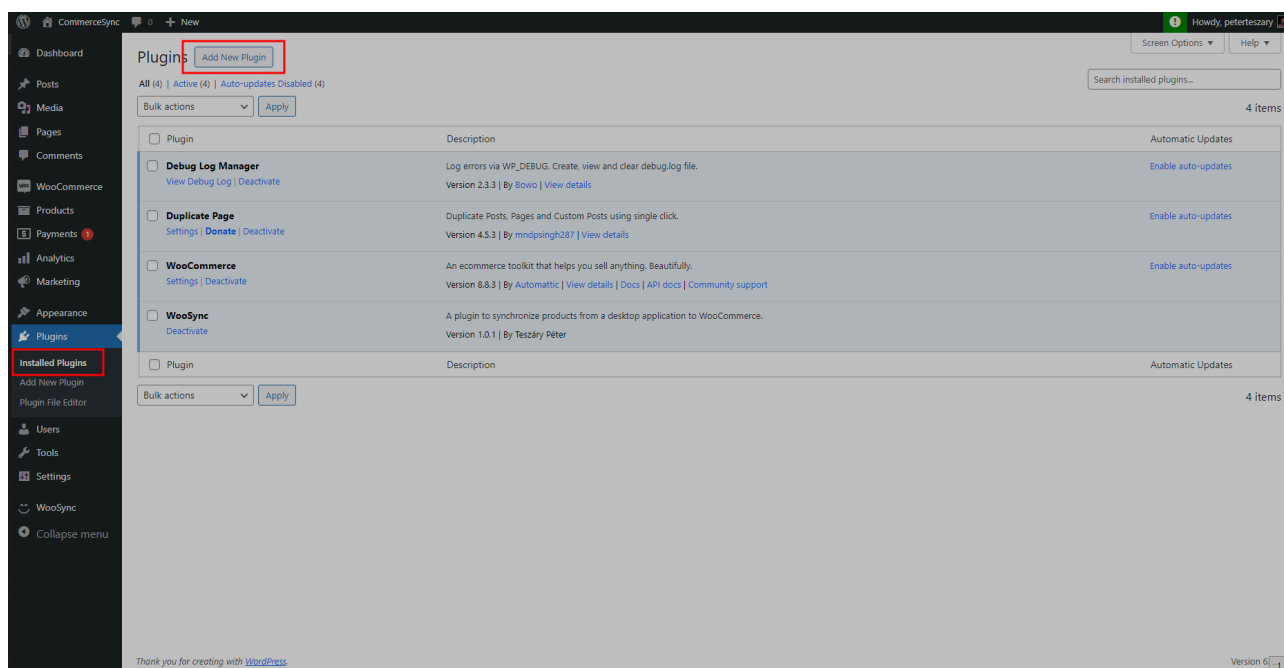 CommerceSync 0 New Howdy, peterteszary
Dashboard
Posts
Media
Pages
Comments
WooCommerce
Products
Payments 1
Analytics
Marketing
Appearance
Plugins
Installed Plugins
Add New Plugin
Plugin File Editor
Users
Tools
Settings
WooSync
Collapse menu
Screen Options Help
Plugins Add New Plugin
All (4) | Active (4) | Auto-updates Disabled (4)
Search installed plugins...
Bulk actions Apply 4 items
Plugin Description Automatic Updates
Debug Log Manager Log errors via WP_DEBUG. Create, view and clear debug.log file. Enable auto-updates
View Debug Log | Deactivate Version 2.3.3 | By Bowo | View details
Duplicate Page Duplicate Posts, Pages and Custom Posts using single click. Enable auto-updates
Settings | Donate | Deactivate Version 4.5.3 | By mndpsingh287 | View details
WooCommerce An ecommerce toolkit that helps you sell anything. Beautifully. Enable auto-updates
Settings | Deactivate Version 8.8.3 | By Automattic | View details | Docs | API docs | Community support
WooSync A plugin to synchronize products from a desktop application to WooCommerce.
Deactivate Version 1.0.1 | By Teszáry Péter
Plugin Description Automatic Updates
Bulk actions Apply 4 items
Thank you for creating with WordPress. Version